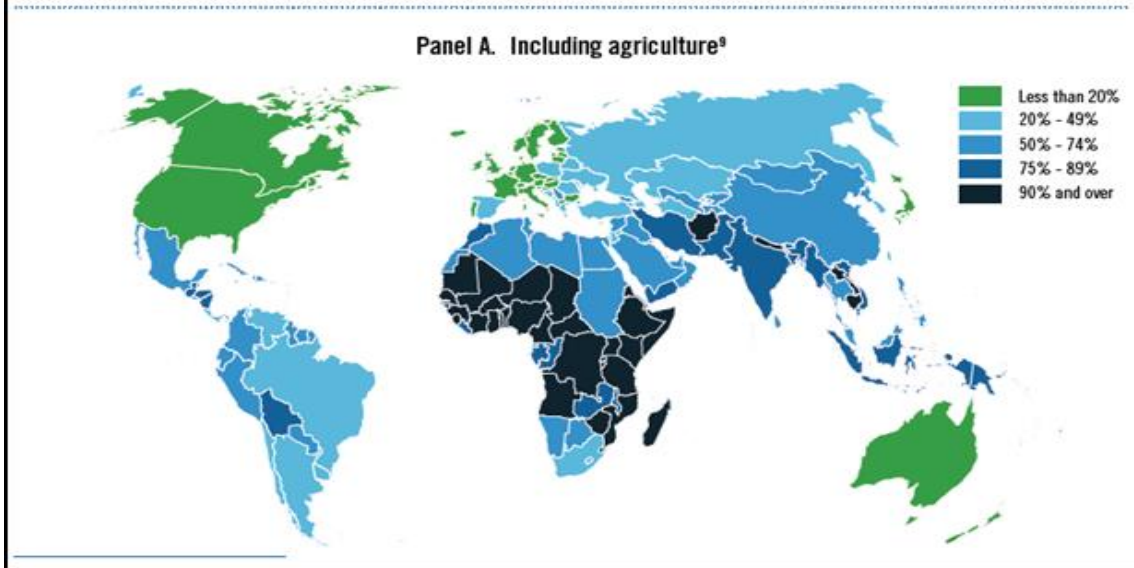 Panel A. Including agriculture⁹
Less than 20%
20% - 49%
50% - 74%
75% - 89%
90% and over